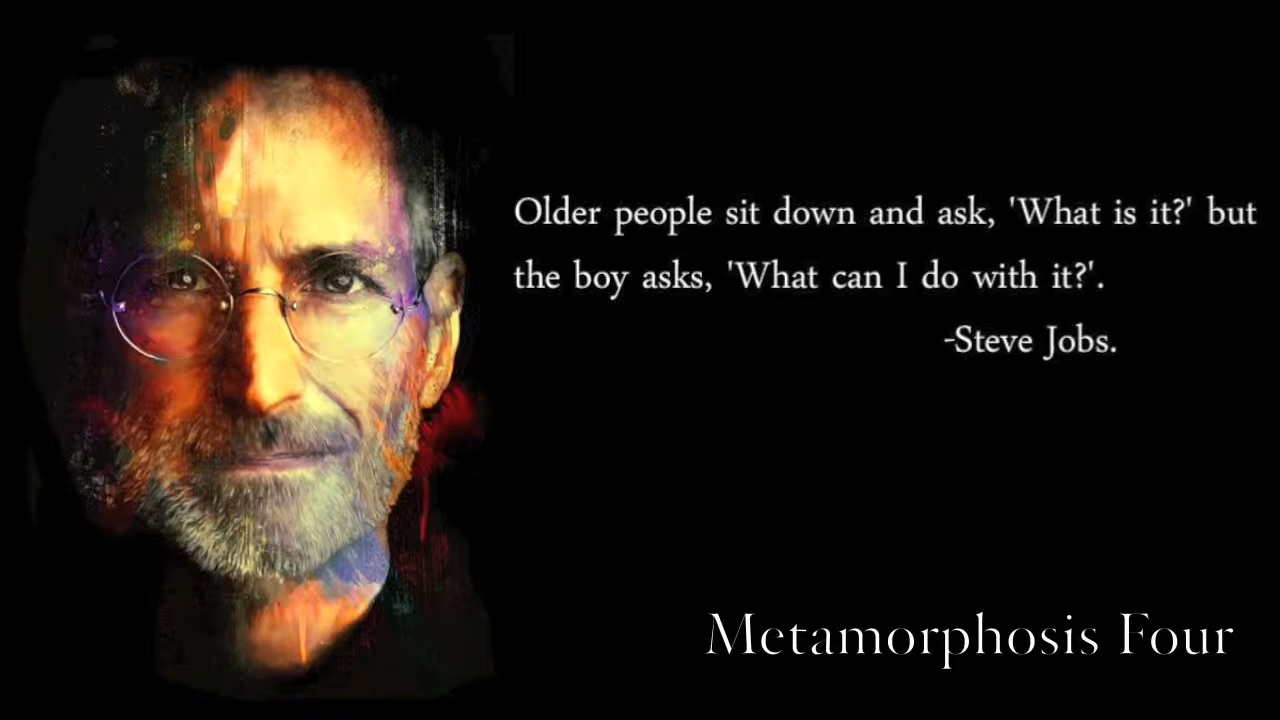 Older people sit down and ask, 'What is it?' but
the boy asks, 'What can I do with it?'.
-Steve Jobs.
Metamorphosis Four